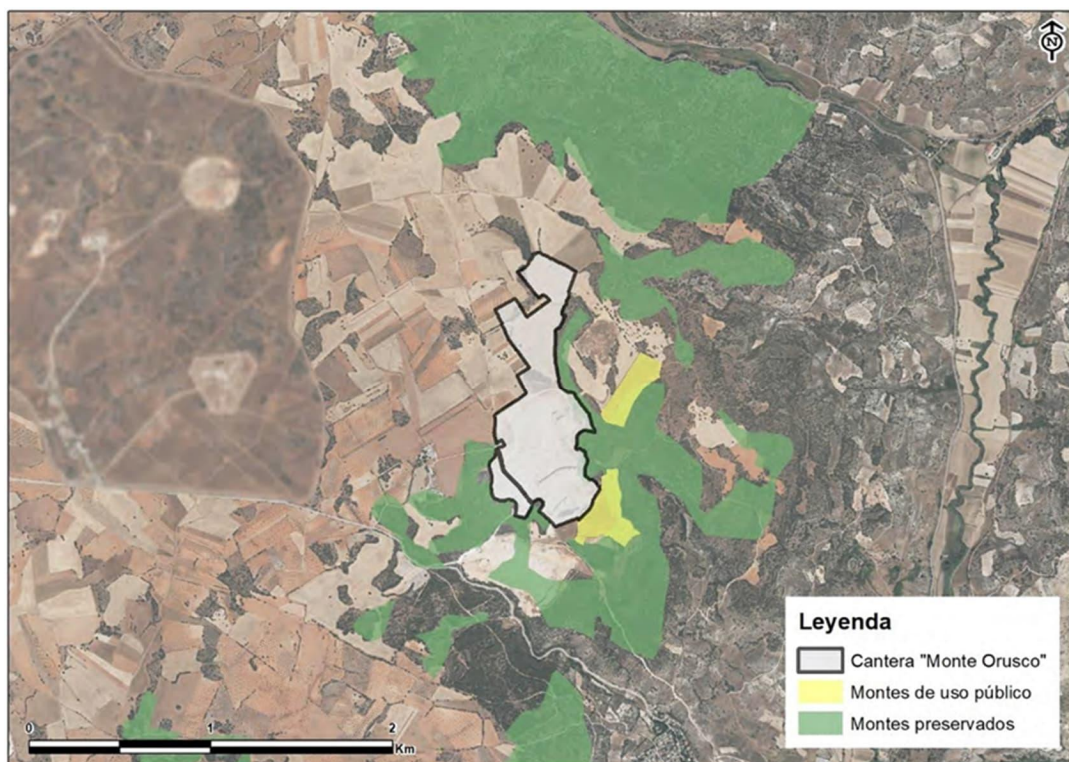 N
Leyenda
Cantera "Monte Orusco"
Montes de uso público
Montes preservados
0 1 2
Km